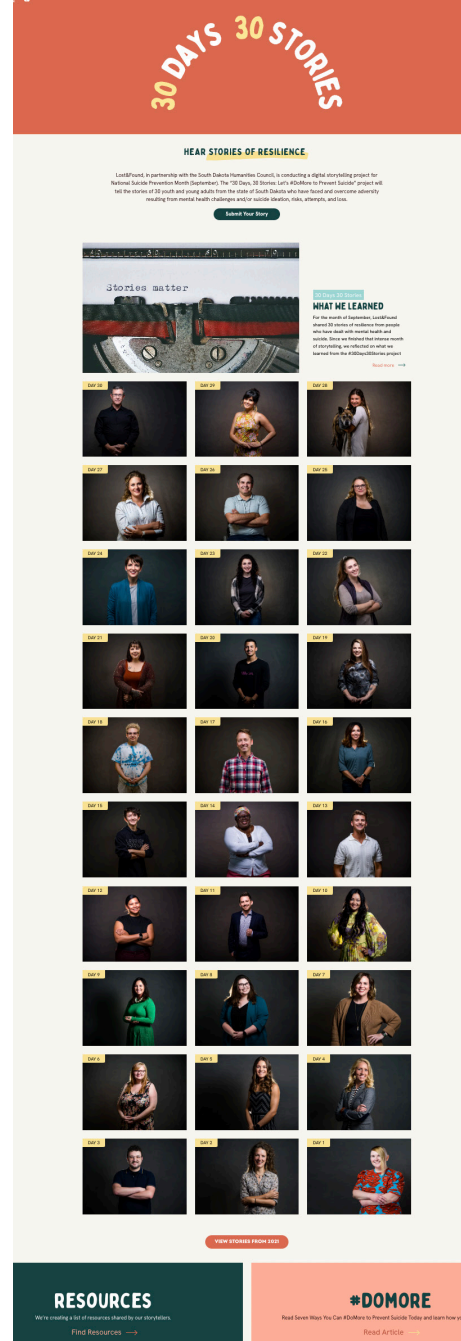 30 DAYS 30 STORIES
HEAR STORIES OF RESILIENCE
Lost&Found, in partnership with the South Dakota Humanities Council, is conducting a digital storytelling project for
National Suicide Prevention Month (September). The "30 Days, 30 Stories: Let's #DoMore to Prevent Suicide" project will
tell the stories of 30 youth and young adults from the state of South Dakota who have faced and overcome adversity
resulting from mental health challenges and/or suicide ideation, risks, attempts, and loss.
Submit Your Story
Stories matter
30 Days 30 Stories
WHAT WE LEARNED
For the month of September, Lost&Found
shared 30 stories of resilience from people
who have dealt with mental health and
suicide. Since we finished that intense month
of storytelling, we reflected on what we
learned from the #30Days30Stories project
Read more →
DAY 30 DAY 29 DAY 28
DAY 27 DAY 26 DAY 25
DAY 24 DAY 23 DAY 22
DAY 21 DAY 20 DAY 19
DAY 18 DAY 17 DAY 16
DAY 15 DAY 14 DAY 13
DAY 12 DAY 11 DAY 10
DAY 9 DAY 8 DAY 7
DAY 6 DAY 5 DAY 4
DAY 3 DAY 2 DAY 1
VIEW STORIES FROM 2021
RESOURCES
We're creating a list of resources shared by our storytellers.
Find Resources →
#DOMORE
Read Seven Ways You Can #DoMore to Prevent Suicide Today and learn how
Read Article →